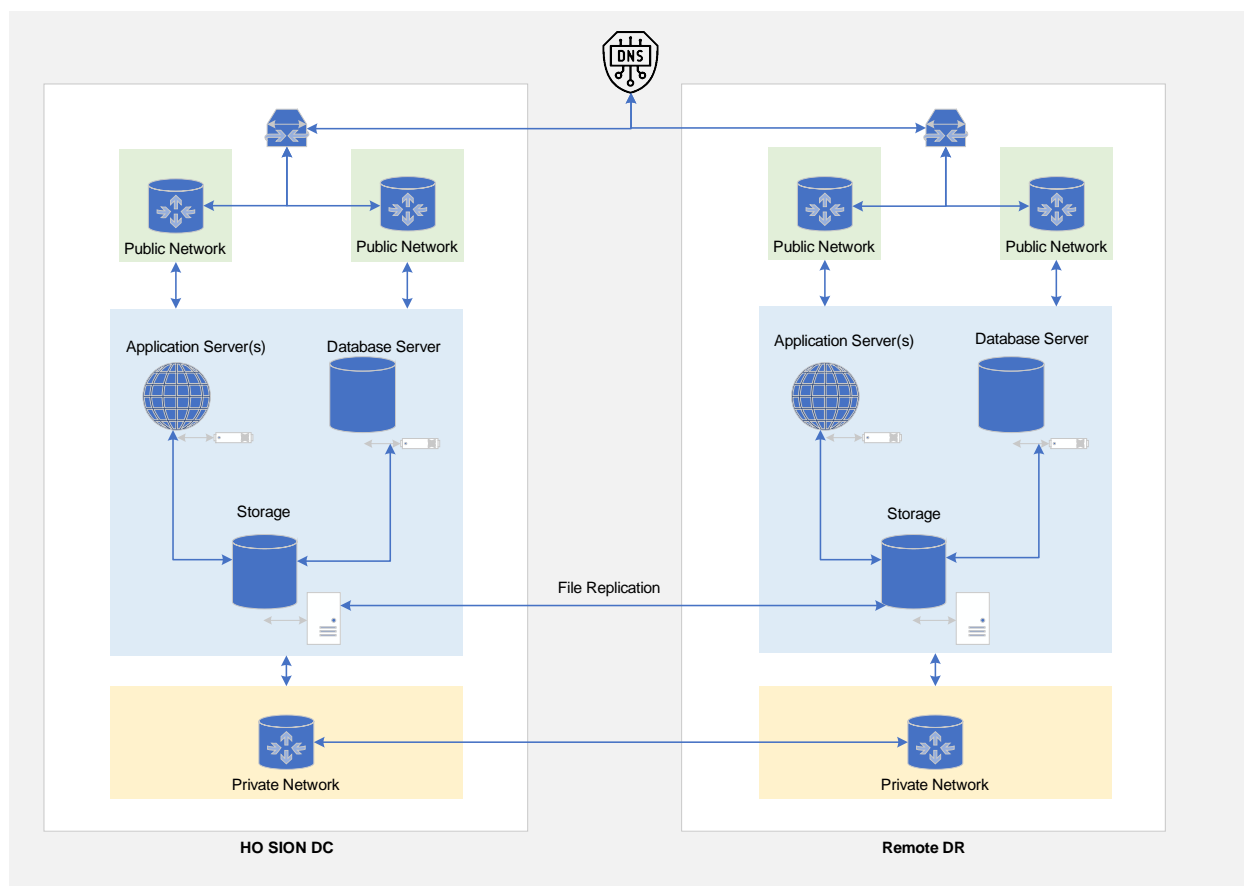 DNS
Public Network
Public Network
Public Network
Public Network
Application Server(s)
Database Server
Application Server(s)
Database Server
Storage
Storage
File Replication
Private Network
Private Network
HO SION DC
Remote DR